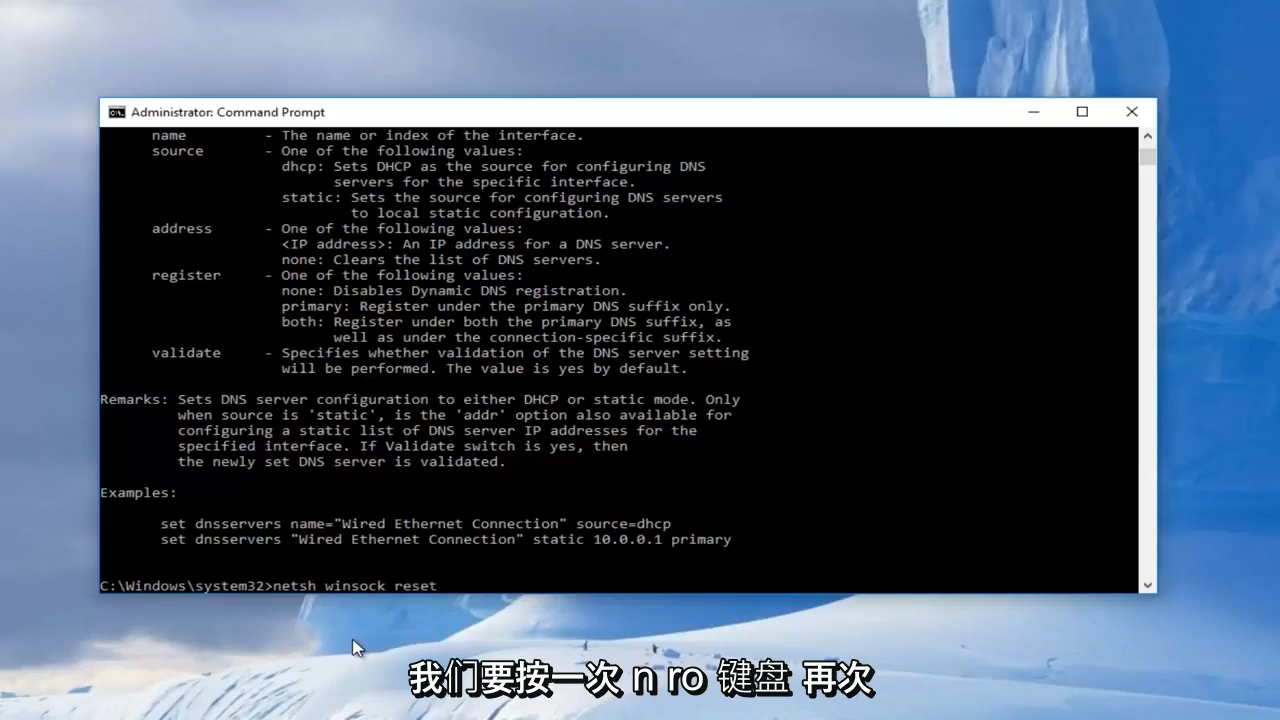 Administrator: Command Prompt
name - The name or index of the interface.
source - One of the following values:
dhcp: Sets DHCP as the source for configuring DNS
servers for the specific interface.
static: Sets the source for configuring DNS servers
to local static configuration.
address - One of the following values:
<IP address>: An IP address for a DNS server.
none: Clears the list of DNS servers.
register - One of the following values:
none: Disables Dynamic DNS registration.
primary: Register under the primary DNS suffix only.
both: Register under both the primary DNS suffix, as
well as under the connection-specific suffix.
validate - Specifies whether validation of the DNS server setting
will be performed. The value is yes by default.
Remarks: Sets DNS server configuration to either DHCP or static mode. Only
when source is 'static', is the 'addr' option also available for
configuring a static list of DNS server IP addresses for the
specified interface. If Validate switch is yes, then
the newly set DNS server is validated.
Examples:
set dnsservers name="Wired Ethernet Connection" source=dhcp
set dnsservers "Wired Ethernet Connection" static 10.0.0.1 primary
C:\Windows\system32>netsh winsock reset
我们要按一次 n ro 键盘 再次